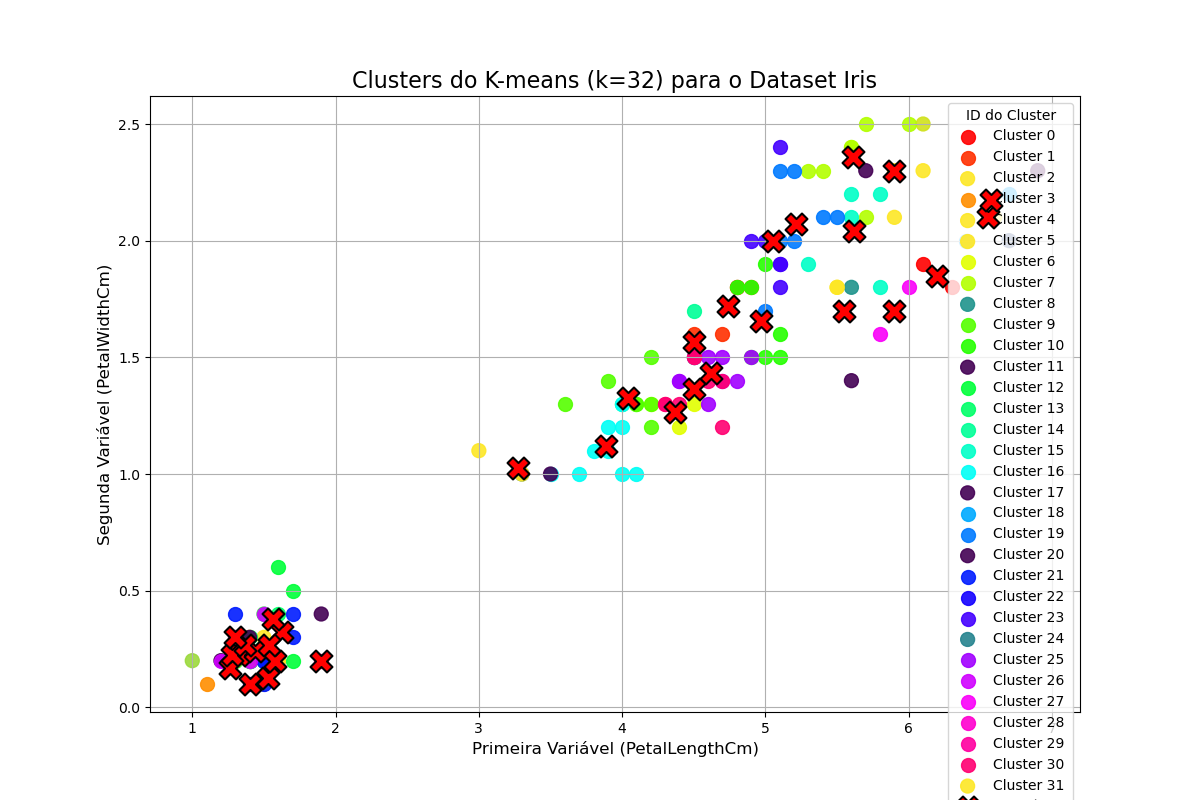 Clusters do K-means (k=32) para o Dataset Iris
Segunda Variável (PetalWidthCm)
2.5
2.0
1.5
1.0
0.5
0.0
1
2
3
4
5
6
7
Primeira Variável (PetalLengthCm)
ID do Cluster
Cluster 0
Cluster 1
Cluster 2
Cluster 3
Cluster 4
Cluster 5
Cluster 6
Cluster 7
Cluster 8
Cluster 9
Cluster 10
Cluster 11
Cluster 12
Cluster 13
Cluster 14
Cluster 15
Cluster 16
Cluster 17
Cluster 18
Cluster 19
Cluster 20
Cluster 21
Cluster 22
Cluster 23
Cluster 24
Cluster 25
Cluster 26
Cluster 27
Cluster 28
Cluster 29
Cluster 30
Cluster 31